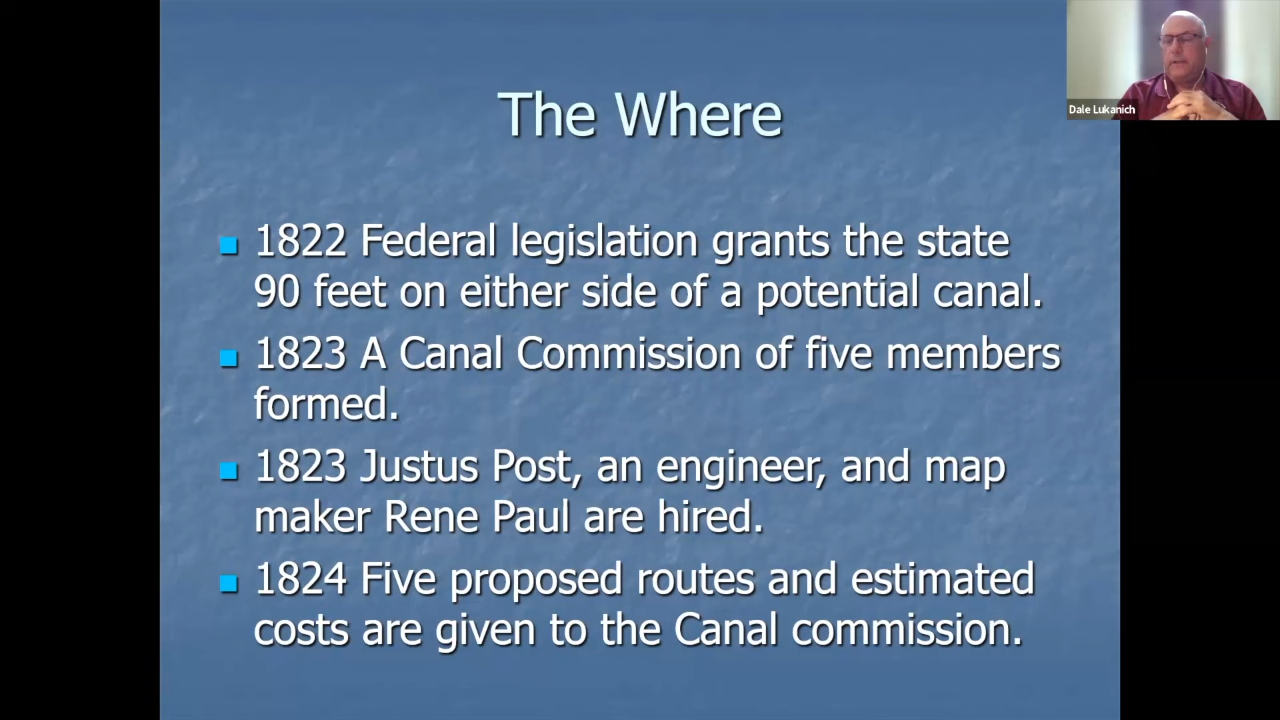 The Where
1822 Federal legislation grants the state
90 feet on either side of a potential canal.
1823 A Canal Commission of five members
formed.
1823 Justus Post, an engineer, and map
maker Rene Paul are hired.
1824 Five proposed routes and estimated
costs are given to the Canal commission.
Dale Lukanich